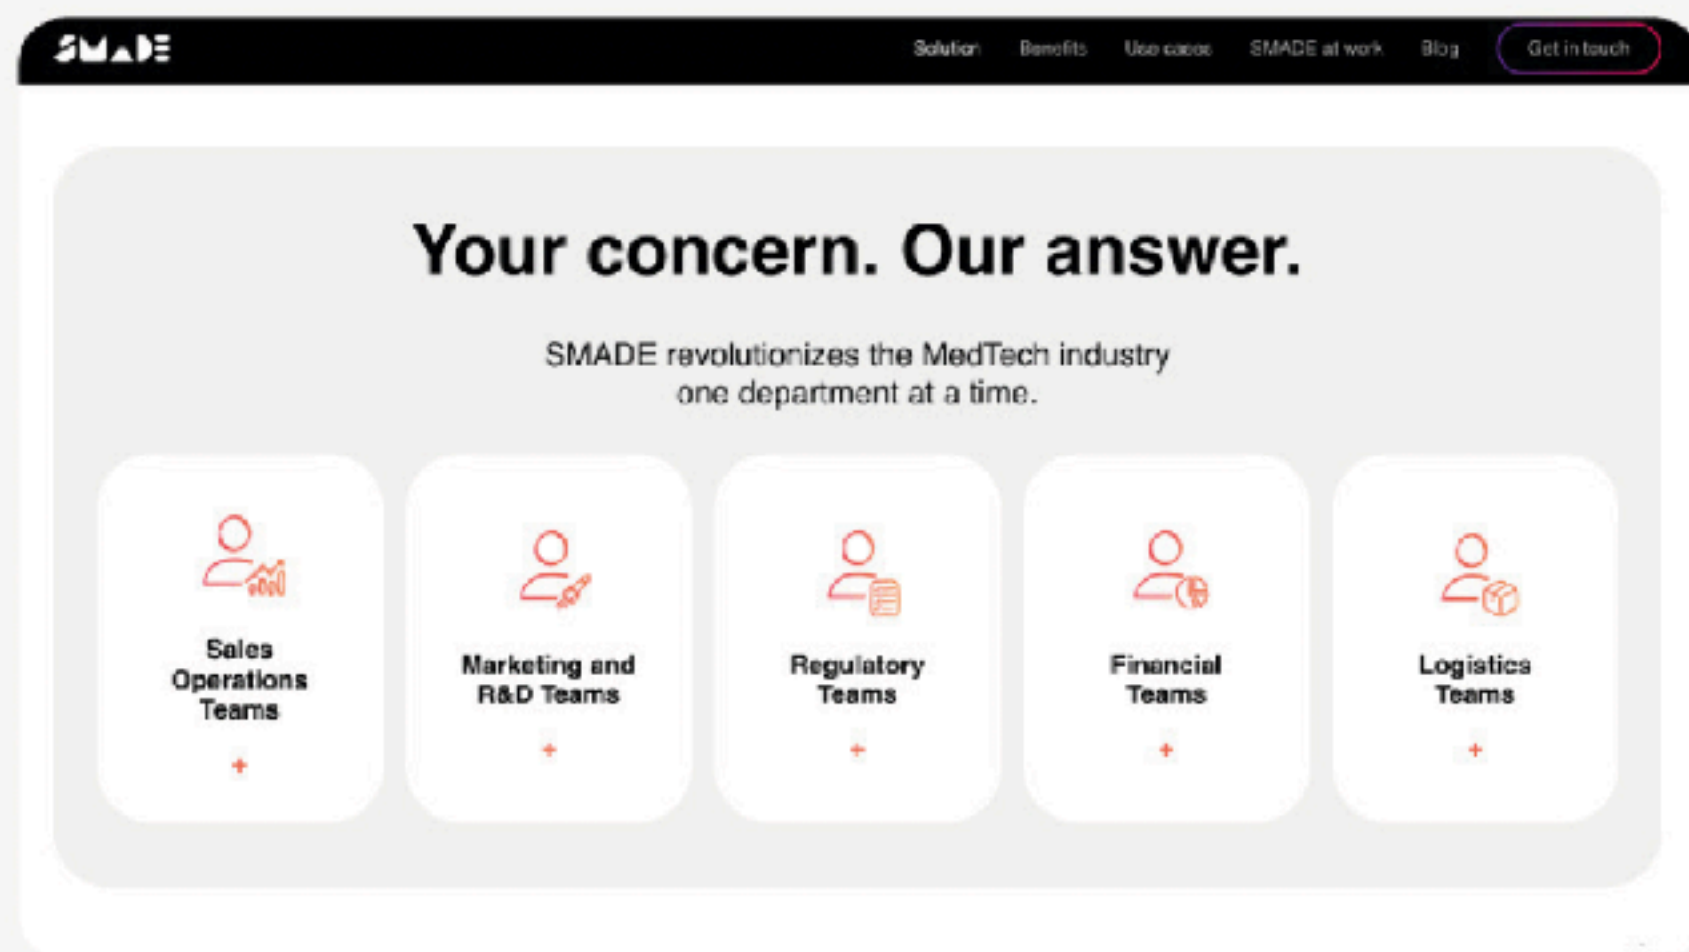 SMADE
Solution Benefits Use cases SMADE at work Blog Get in touch
Your concern. Our answer.
SMADE revolutionizes the MedTech industry
one department at a time.
Sales
Operations
Teams
+
Marketing and
R&D Teams
+
Regulatory
Teams
+
Financial
Teams
+
Logistics
Teams
+